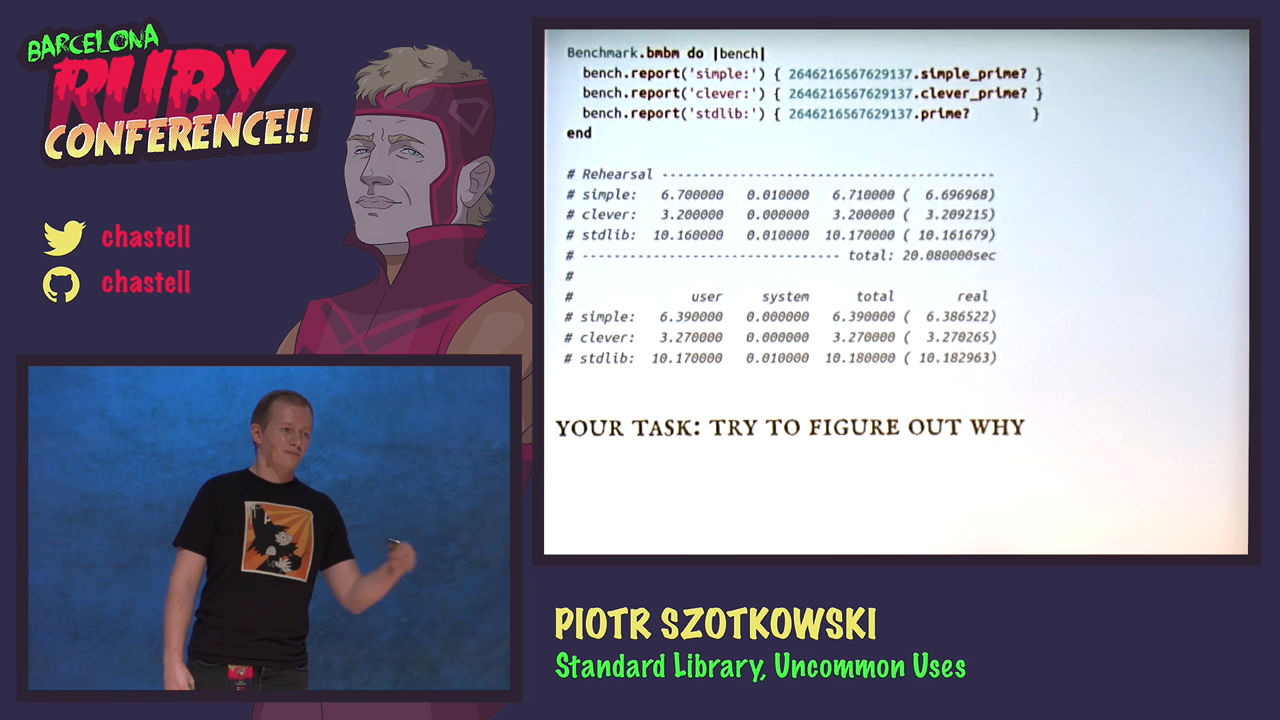 BARCELONA
RUBY
CONFERENCE!!
chastell
chastell
Benchmark.bmbm do |bench|
bench.report('simple:') { 2646216567629137.simple_prime? }
bench.report('clever:') { 2646216567629137.clever_prime? }
bench.report('stdlib:') { 2646216567629137.prime? }
end
# Rehearsal -------------------------------------------
# simple: 6.700000 0.010000 6.710000 ( 6.696968)
# clever: 3.200000 0.000000 3.200000 ( 3.209215)
# stdlib: 10.160000 0.010000 10.170000 ( 10.161679)
# --------------------------------- total: 20.080000sec
#
# user system total real
# simple: 6.390000 0.000000 6.390000 ( 6.386522)
# clever: 3.270000 0.000000 3.270000 ( 3.270265)
# stdlib: 10.170000 0.010000 10.180000 ( 10.182963)
YOUR TASK: TRY TO FIGURE OUT WHY
PIOTR SZOTKOWSKI
Standard Library, Uncommon Uses